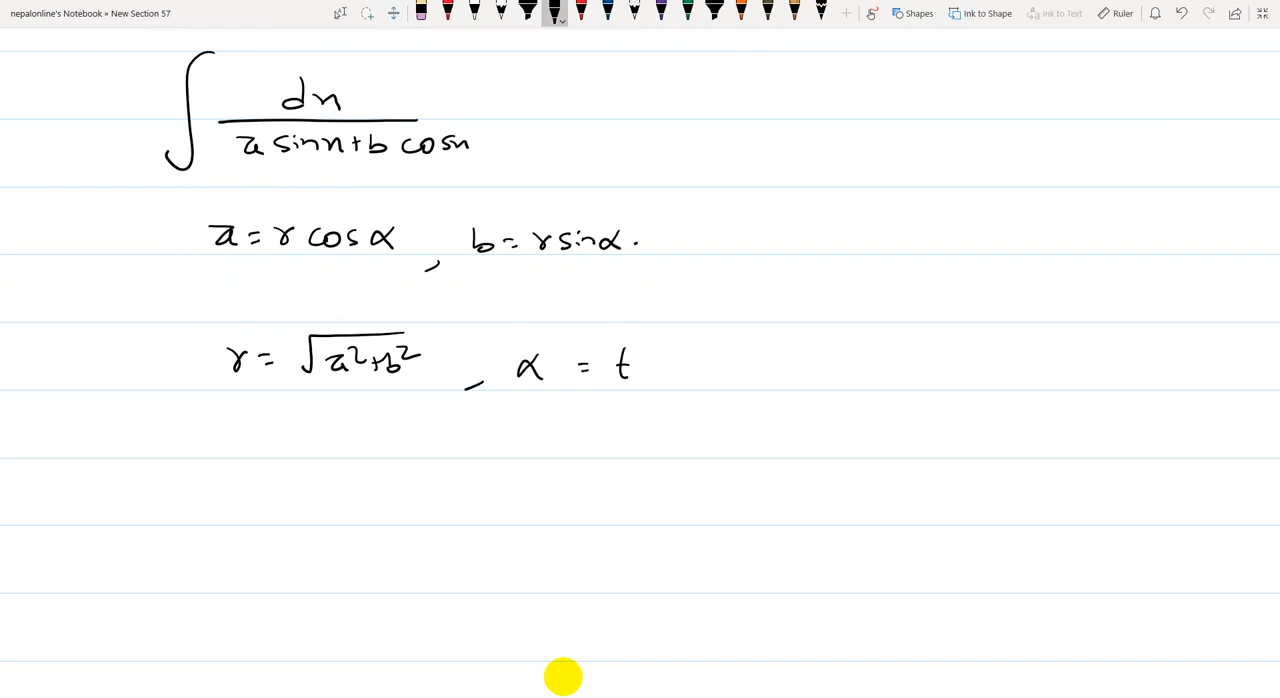 nepalonline's Notebook » New Section 57
Shapes Ink to Shape Ink to Text Ruler
∫ dx / (a sinx + b cosx)
a = r cos α , b = r sin α .
r = √(a² + b²) , α = t